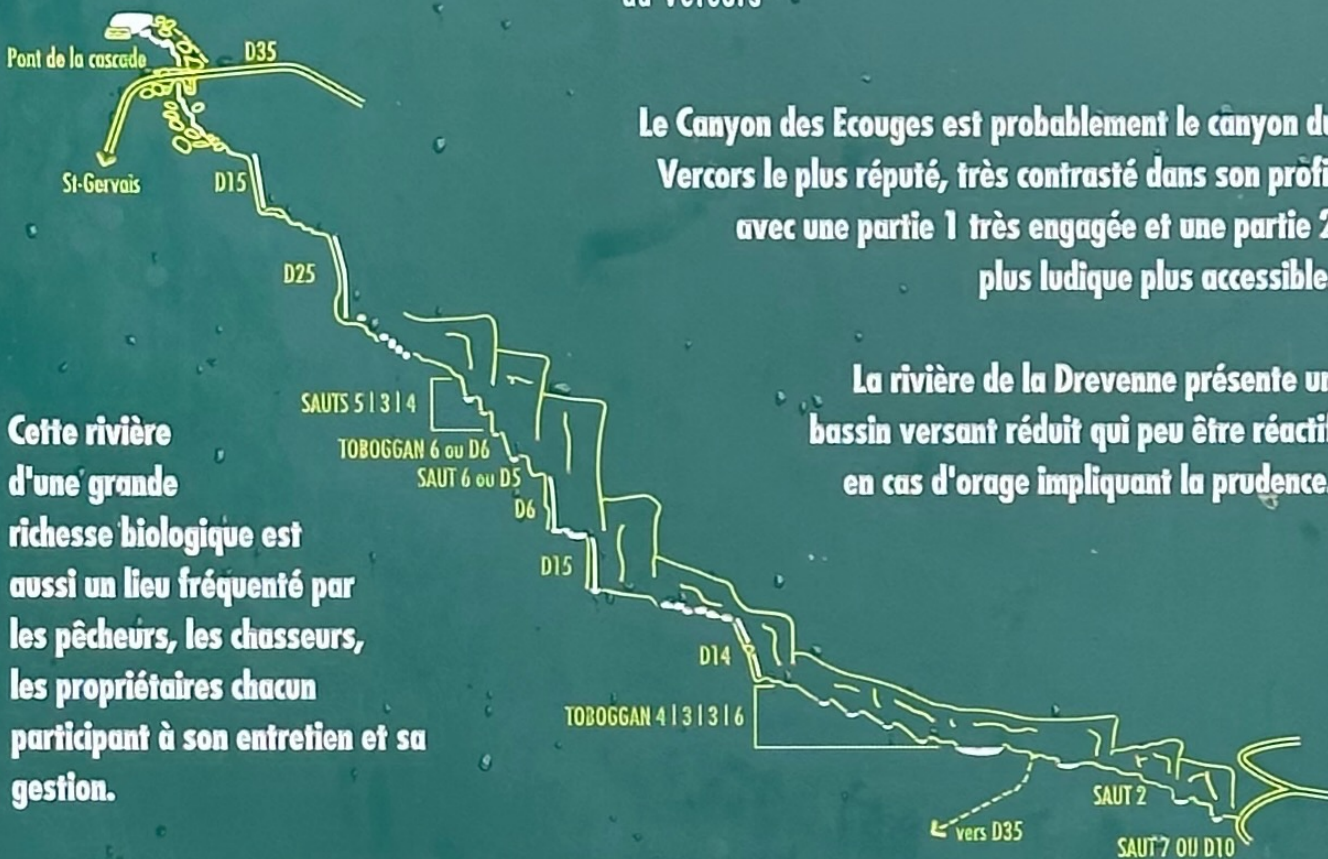 du Vercors
Pont de la cascade
D35
St-Gervais
D15
D25
SAUTS 5|3|4
TOBOGGAN 6 ou D6
SAUT 6 ou D5
D6
D15
D14
TOBOGGAN 4|3|3|6
vers D35
SAUT 2
SAUT 7 OU D10
Le Canyon des Ecouges est probablement le canyon du
Vercors le plus réputé, très contrasté dans son profi
avec une partie 1 très engagée et une partie 2
plus ludique plus accessible
La rivière de la Drevenne présente un
bassin versant réduit qui peu être réactif
en cas d'orage impliquant la prudence.
Cette rivière
d'une grande
richesse biologique est
aussi un lieu fréquenté par
les pêcheurs, les chasseurs,
les propriétaires chacun
participant à son entretien et sa
gestion.